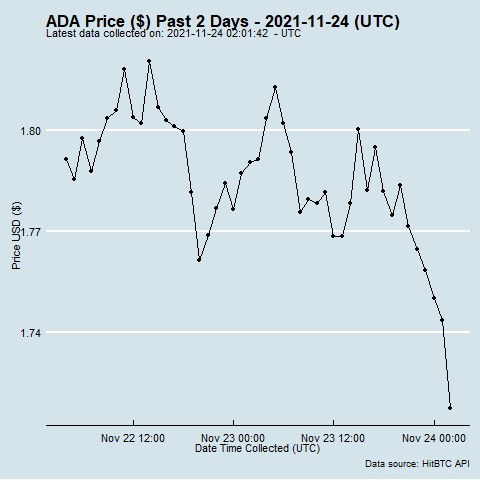 ADA Price ($) Past 2 Days - 2021-11-24 (UTC)
Latest data collected on: 2021-11-24 02:01:42 - UTC
1.80
1.77
1.74
Price USD ($)
Nov 22 12:00
Nov 23 00:00
Nov 23 12:00
Nov 24 00:00
Date Time Collected (UTC)
Data source: HitBTC API